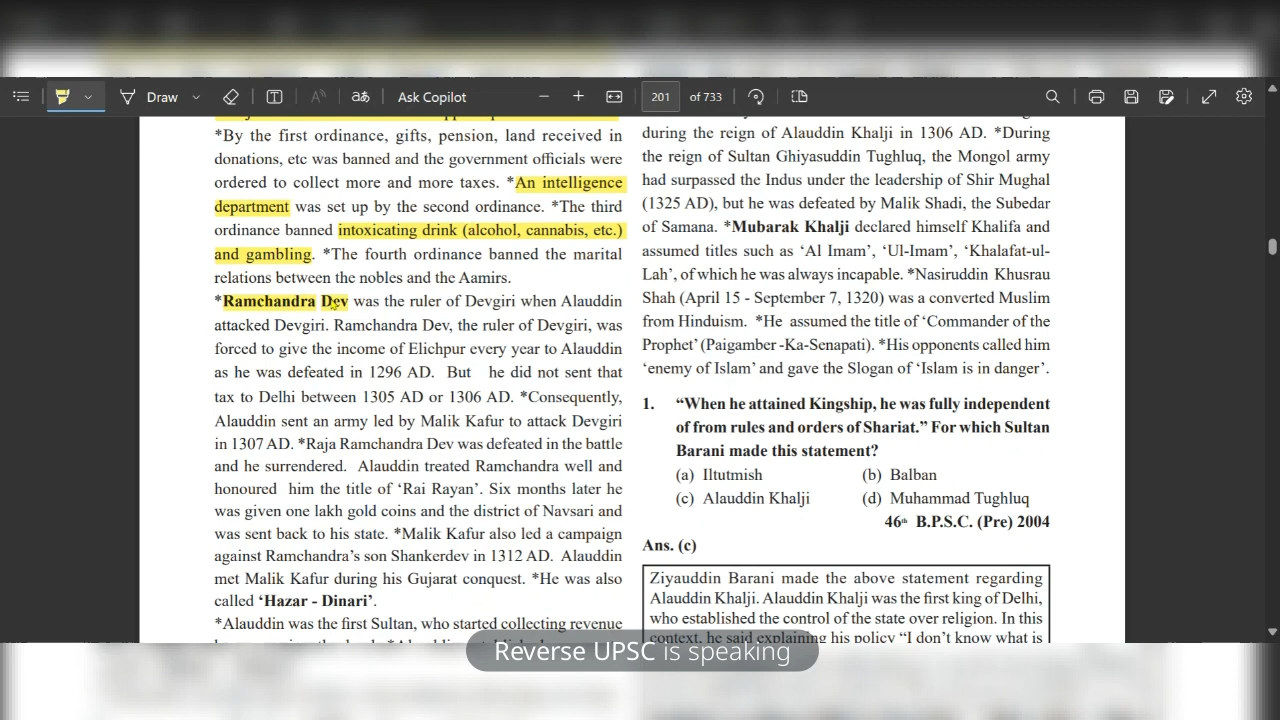 Draw
Ask Copilot
201 of 733
*By the first ordinance, gifts, pension, land received in
donations, etc was banned and the government officials were
ordered to collect more and more taxes. *An intelligence
department was set up by the second ordinance. *The third
ordinance banned intoxicating drink (alcohol, cannabis, etc.)
and gambling. *The fourth ordinance banned the marital
relations between the nobles and the Aamirs.
*Ramchandra Dev was the ruler of Devgiri when Alauddin
attacked Devgiri. Ramchandra Dev, the ruler of Devgiri, was
forced to give the income of Elichpur every year to Alauddin
as he was defeated in 1296 AD. But he did not sent that
tax to Delhi between 1305 AD or 1306 AD. *Consequently,
Alauddin sent an army led by Malik Kafur to attack Devgiri
in 1307 AD. *Raja Ramchandra Dev was defeated in the battle
and he surrendered. Alauddin treated Ramchandra well and
honoured him the title of ‘Rai Rayan’. Six months later he
was given one lakh gold coins and the district of Navsari and
was sent back to his state. *Malik Kafur also led a campaign
against Ramchandra’s son Shankerdev in 1312 AD. Alauddin
met Malik Kafur during his Gujarat conquest. *He was also
called ‘Hazar - Dinari’.
*Alauddin was the first Sultan, who started collecting revenue
during the reign of Alauddin Khalji in 1306 AD. *During
the reign of Sultan Ghiyasuddin Tughluq, the Mongol army
had surpassed the Indus under the leadership of Shir Mughal
(1325 AD), but he was defeated by Malik Shadi, the Subedar
of Samana. *Mubarak Khalji declared himself Khalifa and
assumed titles such as ‘Al Imam’, ‘Ul-Imam’, ‘Khalafat-ul-
Lah’, of which he was always incapable. *Nasiruddin Khusrau
Shah (April 15 - September 7, 1320) was a converted Muslim
from Hinduism. *He assumed the title of ‘Commander of the
Prophet’ (Paigamber -Ka-Senapati). *His opponents called him
‘enemy of Islam’ and gave the Slogan of ‘Islam is in danger’.
1. “When he attained Kingship, he was fully independent
of from rules and orders of Shariat.” For which Sultan
Barani made this statement?
(a) Iltutmish (b) Balban
(c) Alauddin Khalji (d) Muhammad Tughluq
46th B.P.S.C. (Pre) 2004
Ans. (c)
Ziyauddin Barani made the above statement regarding
Alauddin Khalji. Alauddin Khalji was the first king of Delhi,
who established the control of the state over religion. In this
context, he said explaining his policy “I don’t know what is
Reverse UPSC is speaking